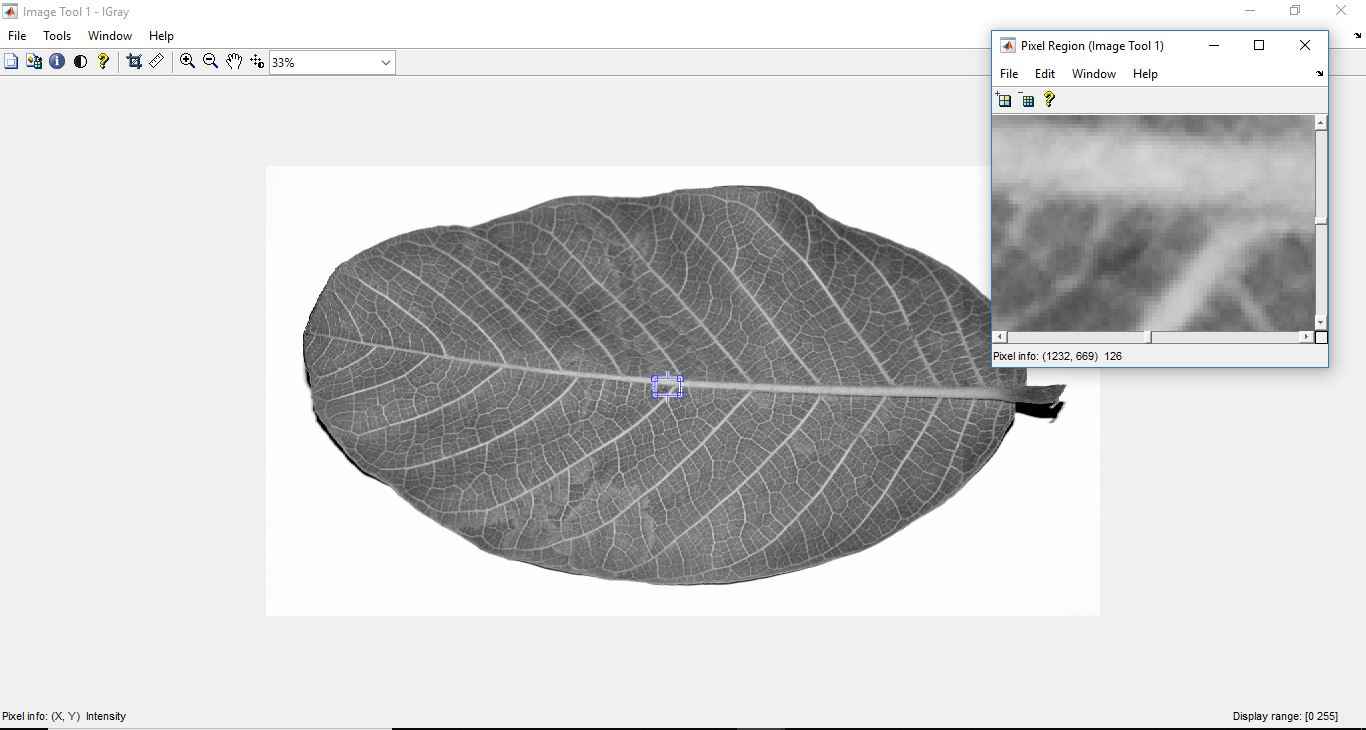 Image Tool 1 - IGray
File Tools Window Help
33%
Pixel Region (Image Tool 1)
File Edit Window Help
Pixel info: (1232, 669) 126
Pixel info: (X, Y) Intensity
Display range: [0 255]